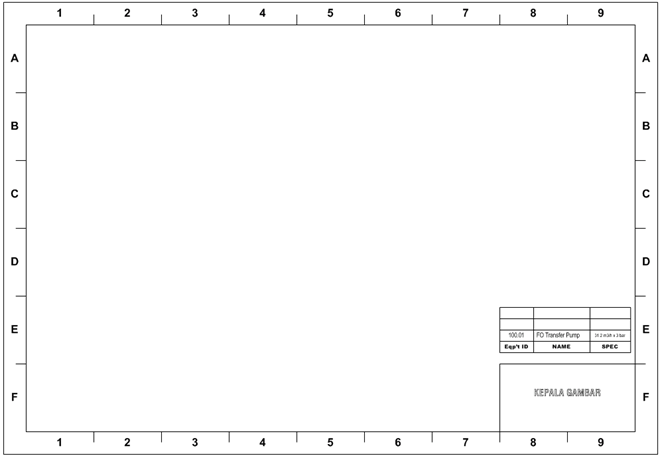 1 2 3 4 5 6 7 8 9
A A
B B
C C
D D
E E
100.01 FO Transfer Pump
Eqp't ID NAME SPEC
F KEPALA GAMBAR F
1 2 3 4 5 6 7 8 9